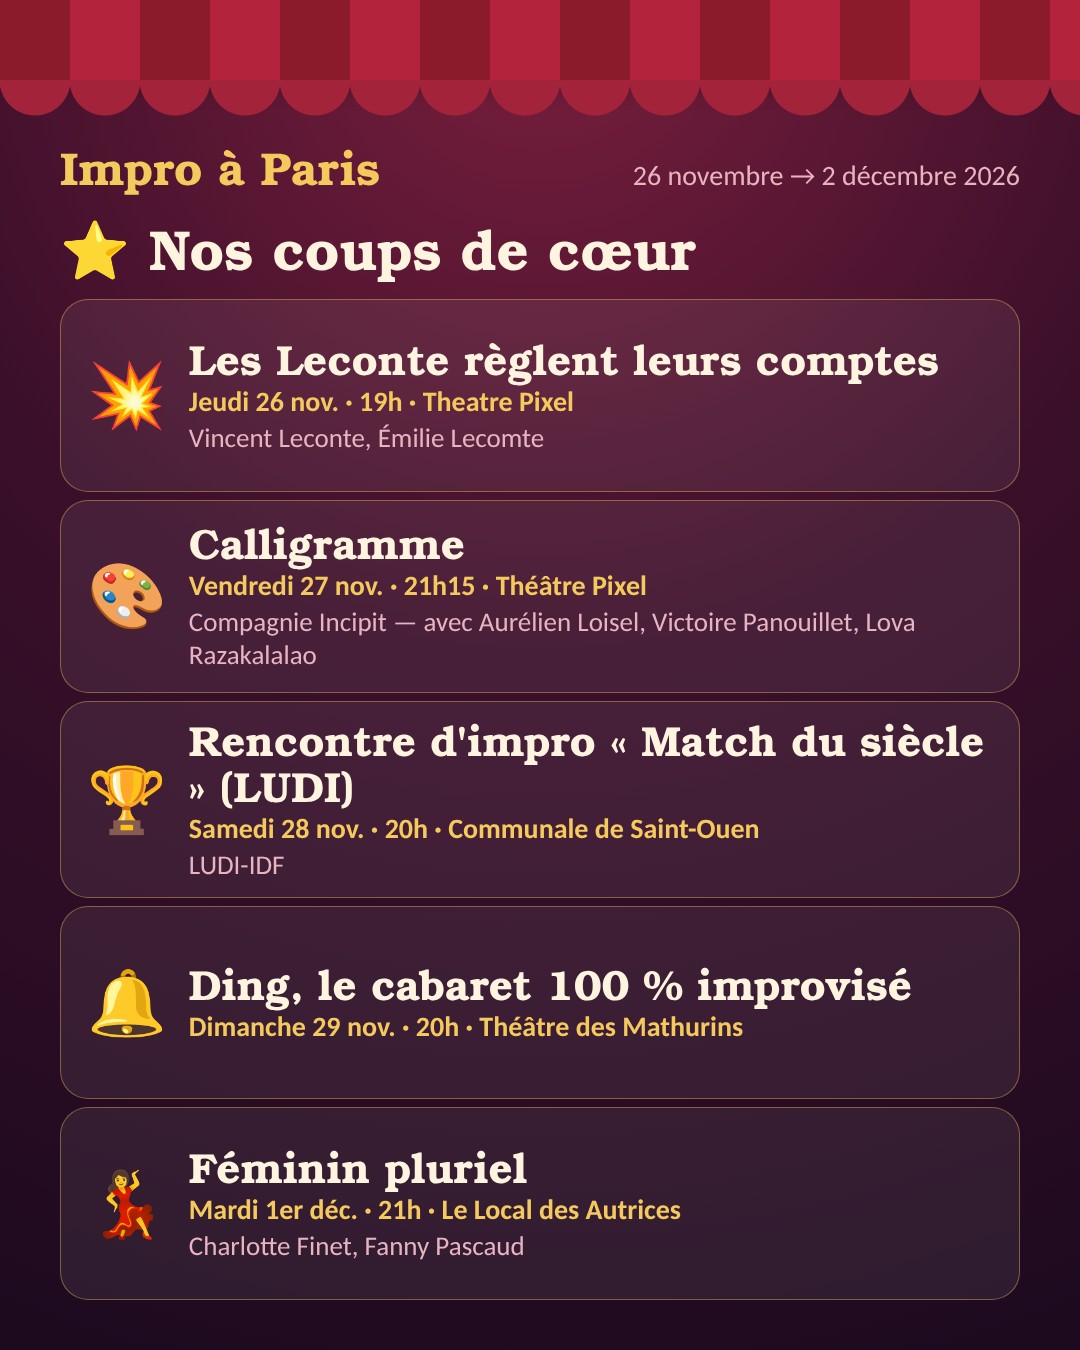 Impro à Paris
26 novembre → 2 décembre 2026
⭐ Nos coups de cœur
Les Leconte règlent leurs comptes
Jeudi 26 nov. · 19h · Theatre Pixel
Vincent Leconte, Émilie Lecomte
Calligramme
Vendredi 27 nov. · 21h15 · Théâtre Pixel
Compagnie Incipit — avec Aurélien Loisel, Victoire Panouillet, Lova
Razakalalao
Rencontre d'impro « Match du siècle
» (LUDI)
Samedi 28 nov. · 20h · Communale de Saint-Ouen
LUDI-IDF
Ding, le cabaret 100 % improvisé
Dimanche 29 nov. · 20h · Théâtre des Mathurins
Féminin pluriel
Mardi 1er déc. · 21h · Le Local des Autrices
Charlotte Finet, Fanny Pascaud